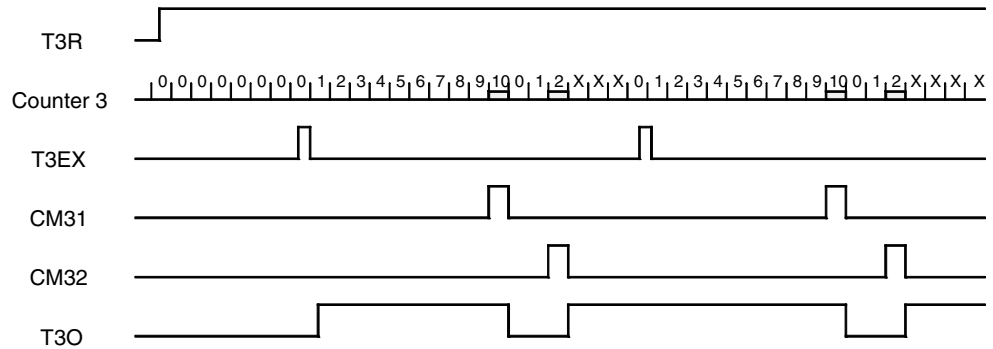 T3R
Counter 3 0 0 0 0 0 0 0 0 1 2 3 4 5 6 7 8 9 10 0 1 2 X X X 0 1 2 3 4 5 6 7 8 9 10 0 1 2 X X X X
T3EX
CM31
CM32
T3O